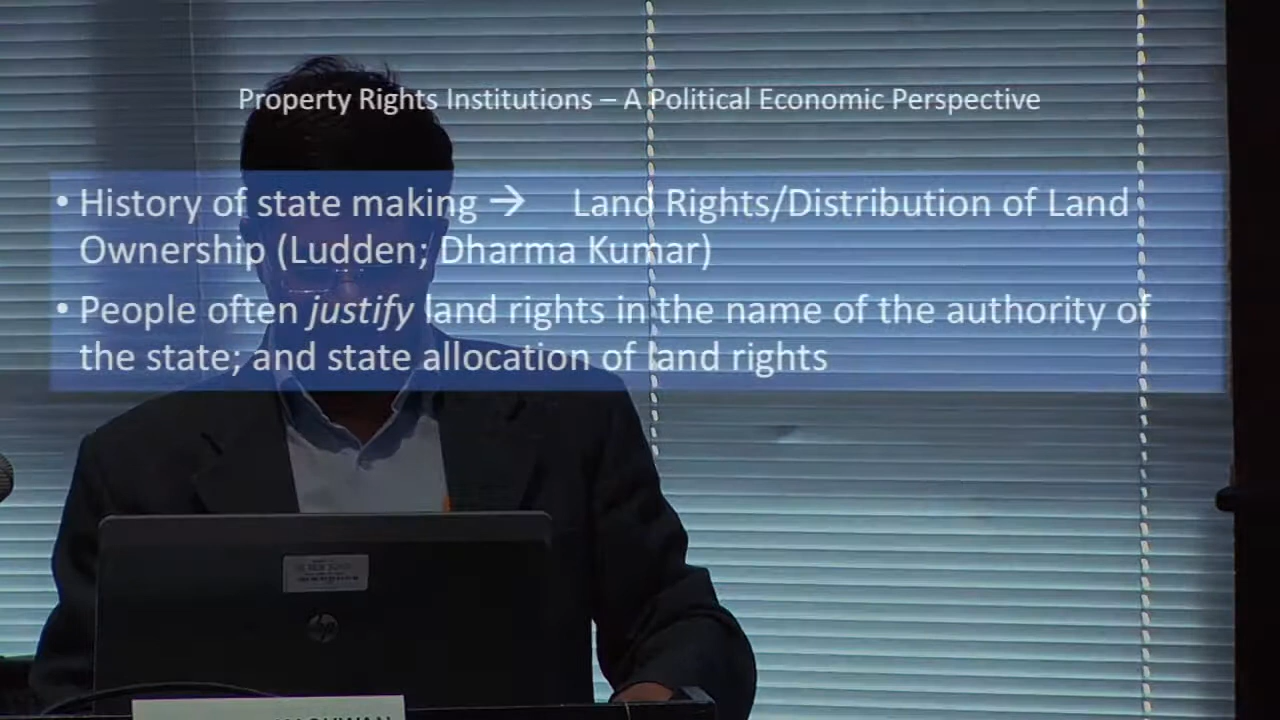 Property Rights Institutions – A Political Economic Perspective
• History of state making → Land Rights/Distribution of Land
Ownership (Ludden; Dharma Kumar)
• People often justify land rights in the name of the authority of
the state; and state allocation of land rights
hp